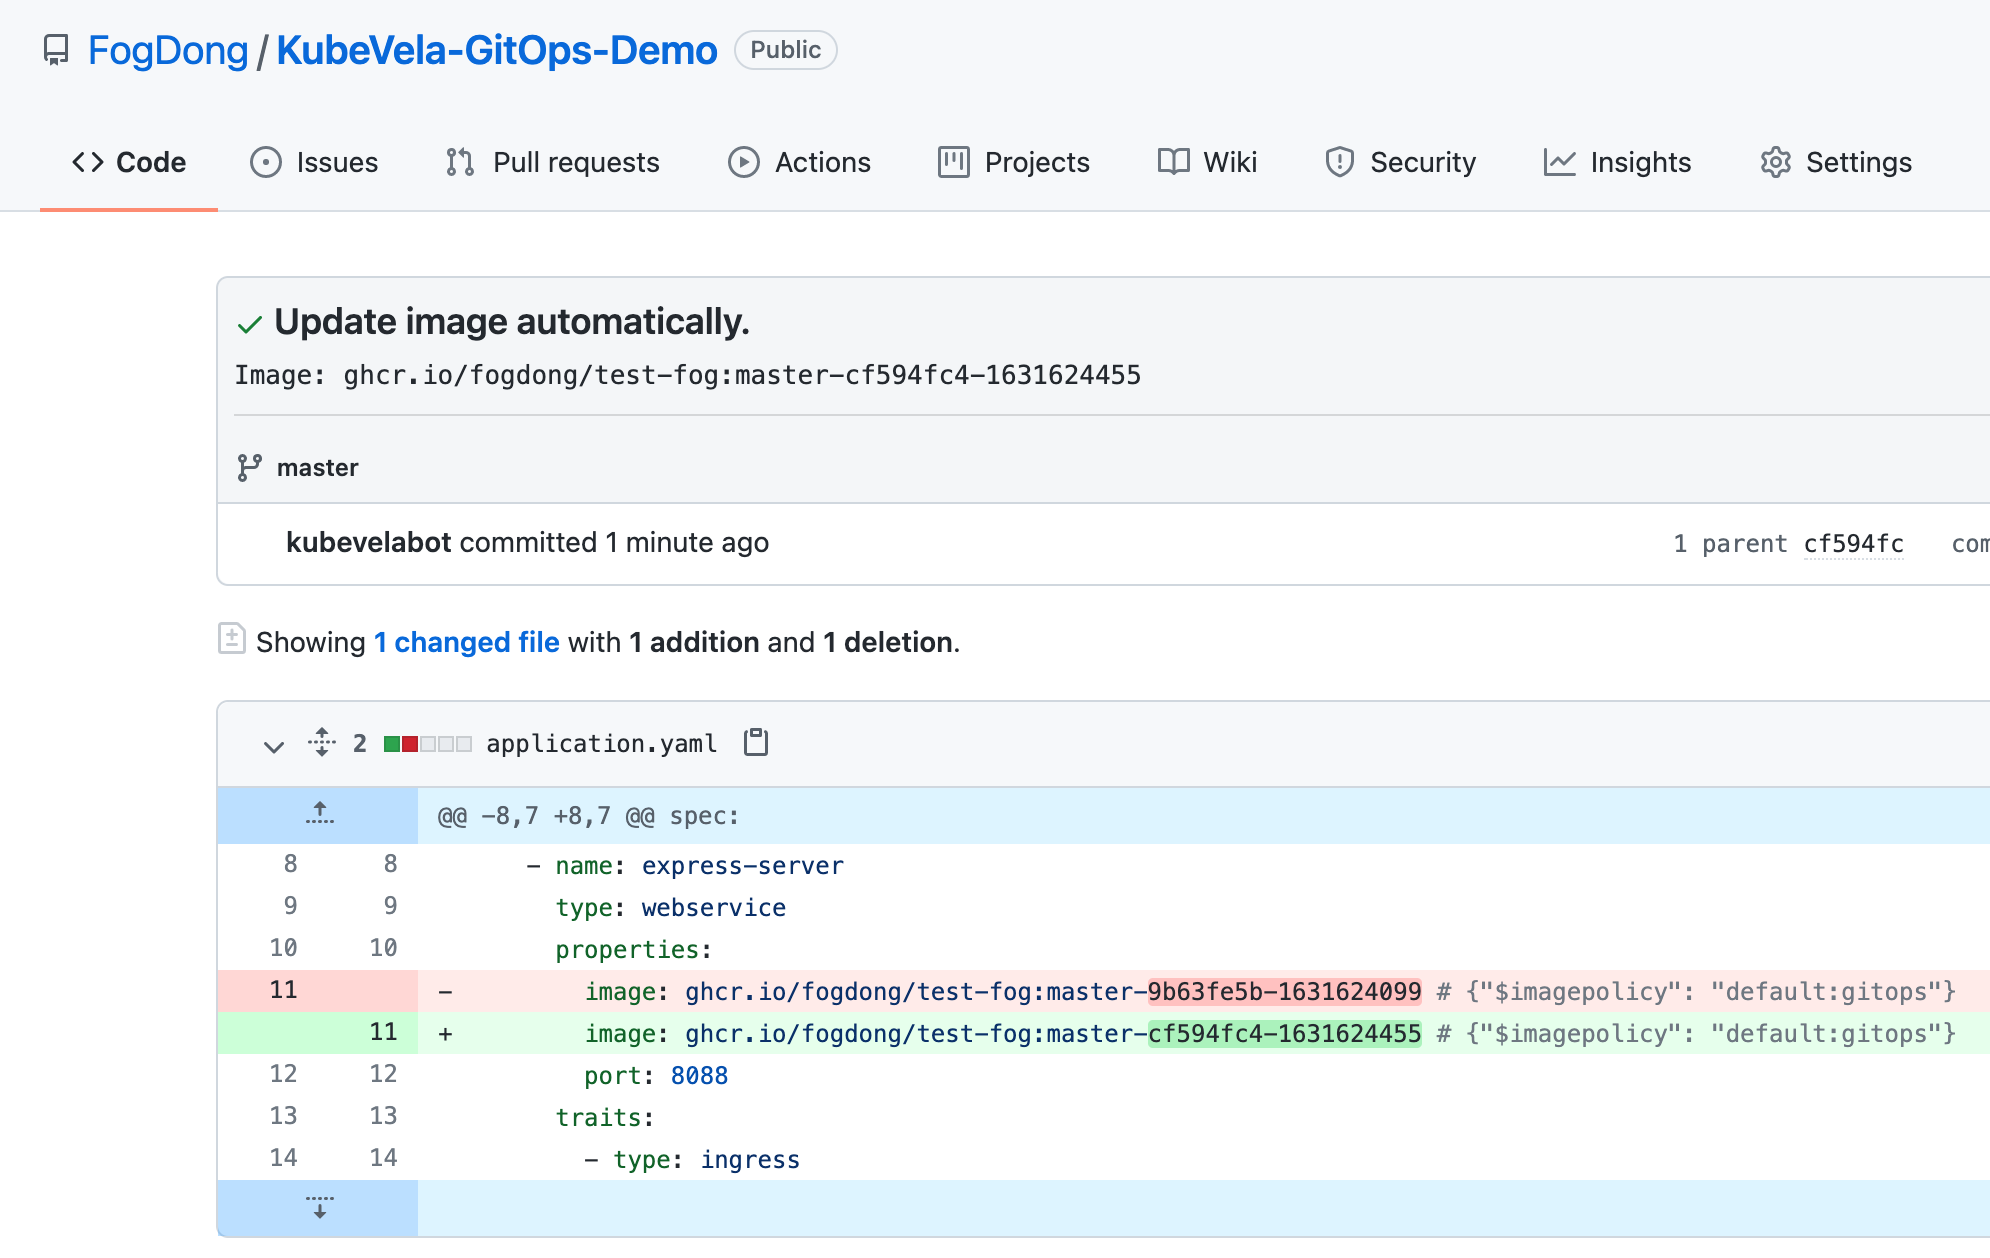 FogDong / KubeVela-GitOps-Demo Public
Code Issues Pull requests Actions Projects Wiki Security Insights Settings
Update image automatically.
Image: ghcr.io/fogdong/test-fog:master-cf594fc4-1631624455
master
kubevelabot committed 1 minute ago 1 parent cf594fc com
Showing 1 changed file with 1 addition and 1 deletion.
2 application.yaml
@@ -8,7 +8,7 @@ spec:
8 8 - name: express-server
9 9 type: webservice
10 10 properties:
11 - image: ghcr.io/fogdong/test-fog:master-9b63fe5b-1631624099 # {"$imagepolicy": "default:gitops"}
11 + image: ghcr.io/fogdong/test-fog:master-cf594fc4-1631624455 # {"$imagepolicy": "default:gitops"}
12 12 port: 8088
13 13 traits:
14 14 - type: ingress